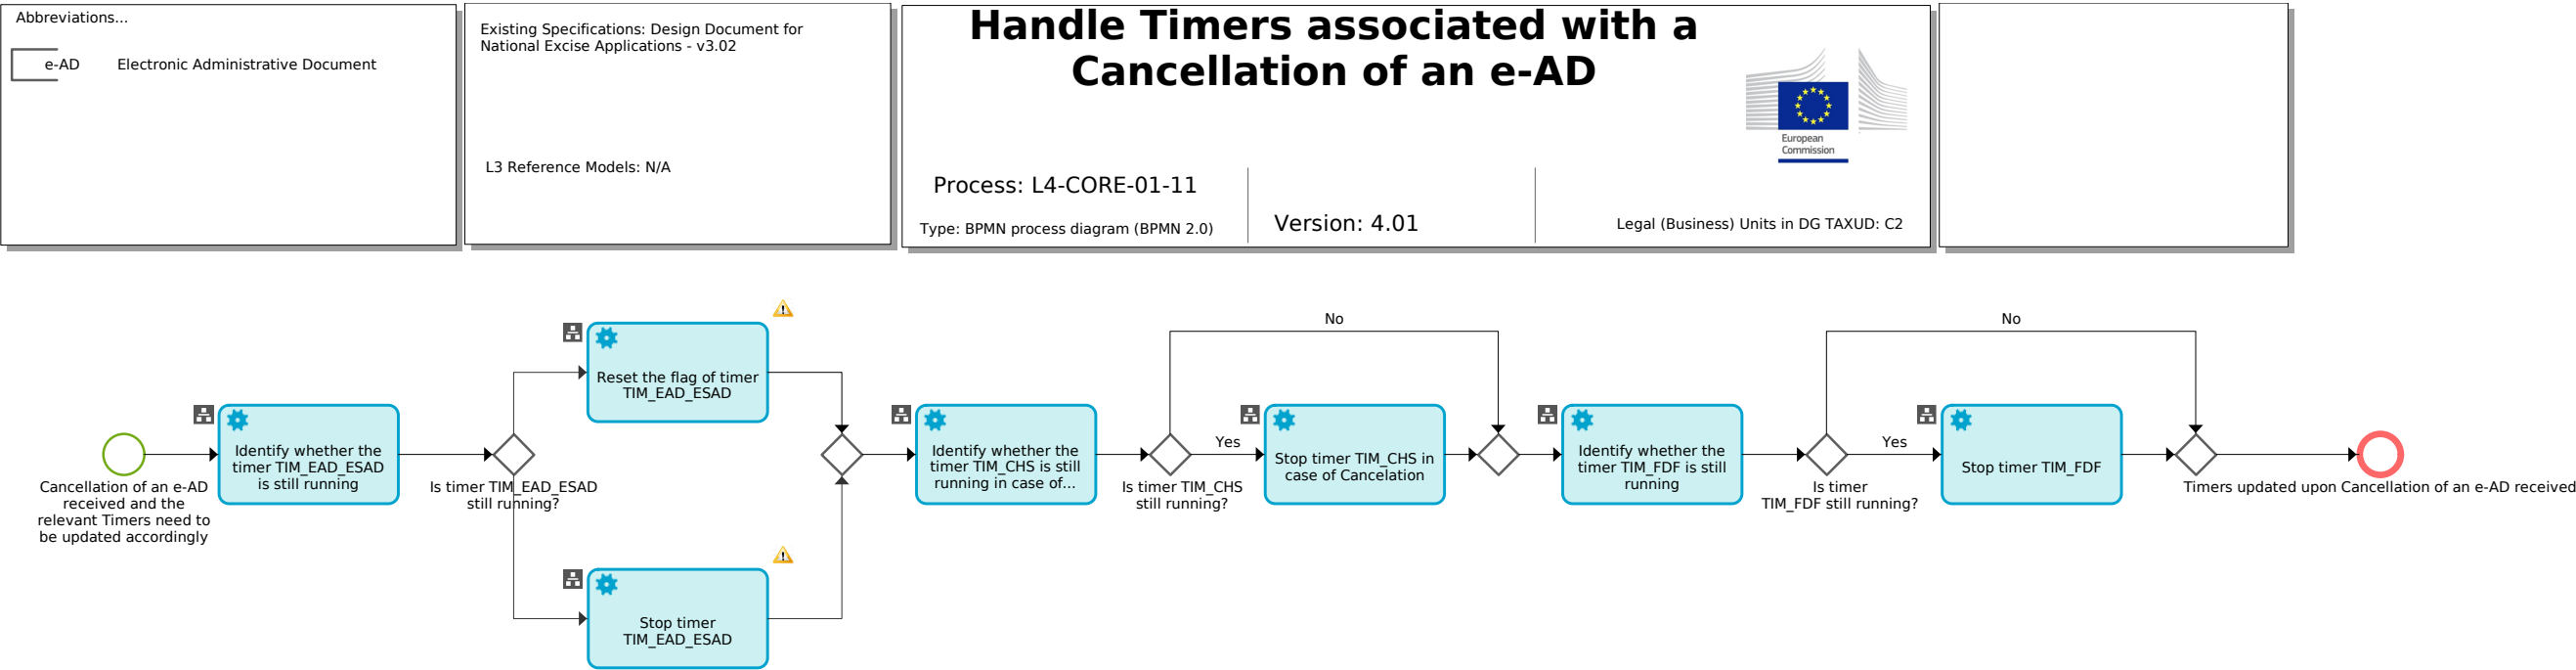 Abbreviations...
e-AD
Electronic Administrative Document
Existing Specifications: Design Document for
National Excise Applications - v3.02
L3 Reference Models: N/A
Handle Timers associated with a
Cancellation of an e-AD
European
Commission
Process: L4-CORE-01-11
Type: BPMN process diagram (BPMN 2.0)
Version: 4.01
Legal (Business) Units in DG TAXUD: C2
Cancellation of an e-AD
received and the
relevant Timers need to
be updated accordingly
Identify whether the
timer TIM_EAD_ESAD
is still running
Is timer TIM_EAD_ESAD
still running?
Reset the flag of timer
TIM_EAD_ESAD
Stop timer
TIM_EAD_ESAD
Identify whether the
timer TIM_CHS is still
running in case of...
Is timer TIM_CHS
still running?
No
Yes
Stop timer TIM_CHS in
case of Cancelation
Identify whether the
timer TIM_FDF is still
running
Is timer
TIM_FDF still running?
No
Yes
Stop timer TIM_FDF
Timers updated upon Cancellation of an e-AD received